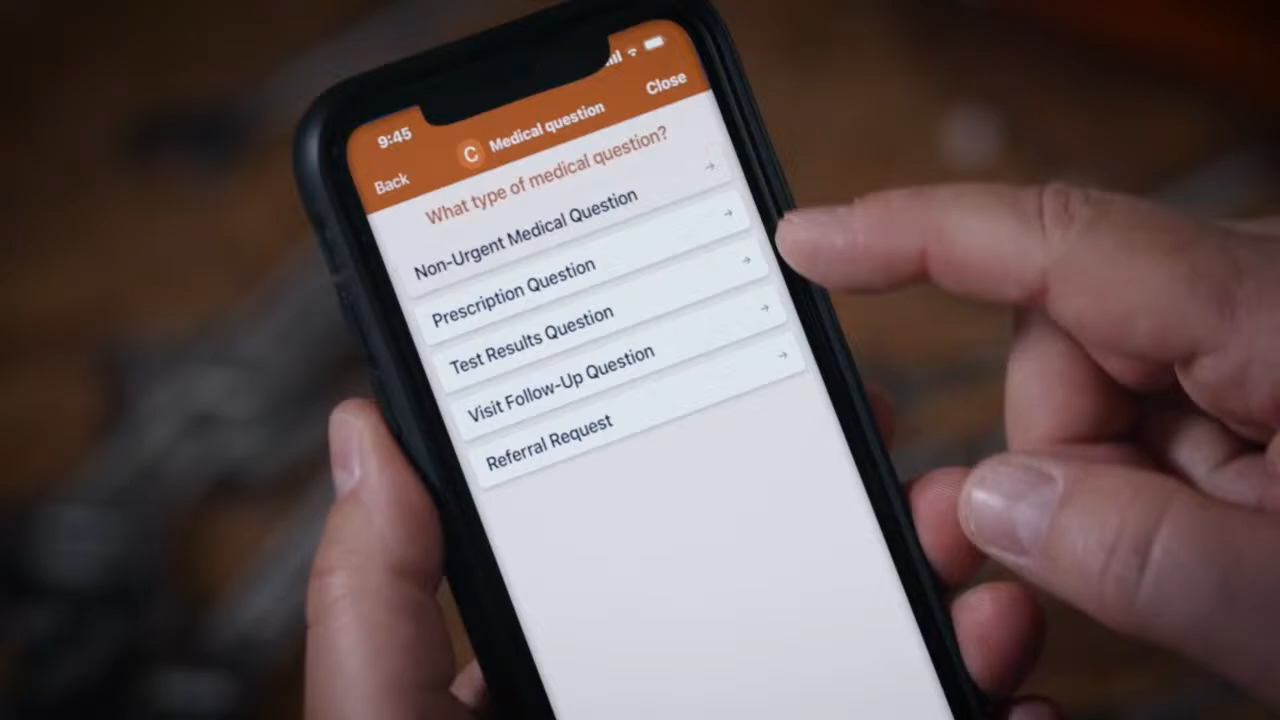 9:45
Back
C
Medical question
Close
What type of medical question?
Non-Urgent Medical Question
Prescription Question
Test Results Question
Visit Follow-Up Question
Referral Request